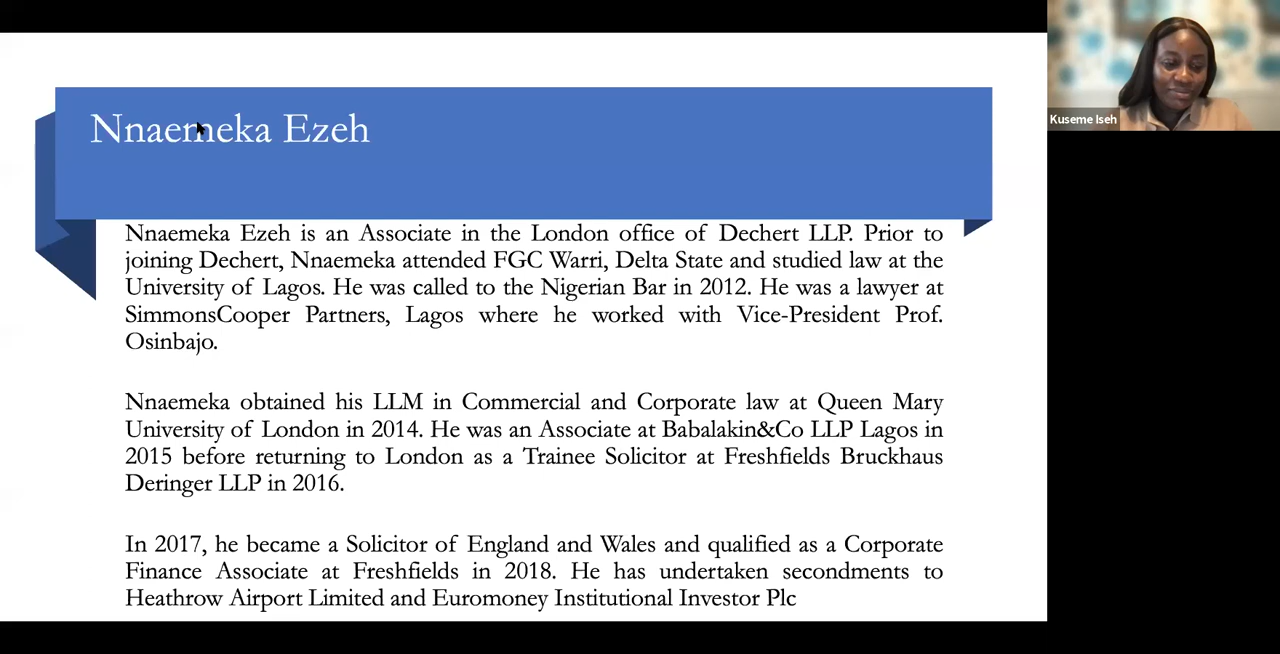 Nnaemeka Ezeh
Nnaemeka Ezeh is an Associate in the London office of Dechert LLP. Prior to
joining Dechert, Nnaemeka attended FGC Warri, Delta State and studied law at the
University of Lagos. He was called to the Nigerian Bar in 2012. He was a lawyer at
SimmonsCooper Partners, Lagos where he worked with Vice-President Prof.
Osinbajo.
Nnaemeka obtained his LLM in Commercial and Corporate law at Queen Mary
University of London in 2014. He was an Associate at Babalakin&Co LLP Lagos in
2015 before returning to London as a Trainee Solicitor at Freshfields Bruckhaus
Deringer LLP in 2016.
In 2017, he became a Solicitor of England and Wales and qualified as a Corporate
Finance Associate at Freshfields in 2018. He has undertaken secondments to
Heathrow Airport Limited and Euromoney Institutional Investor Plc
Kuseme Iseh